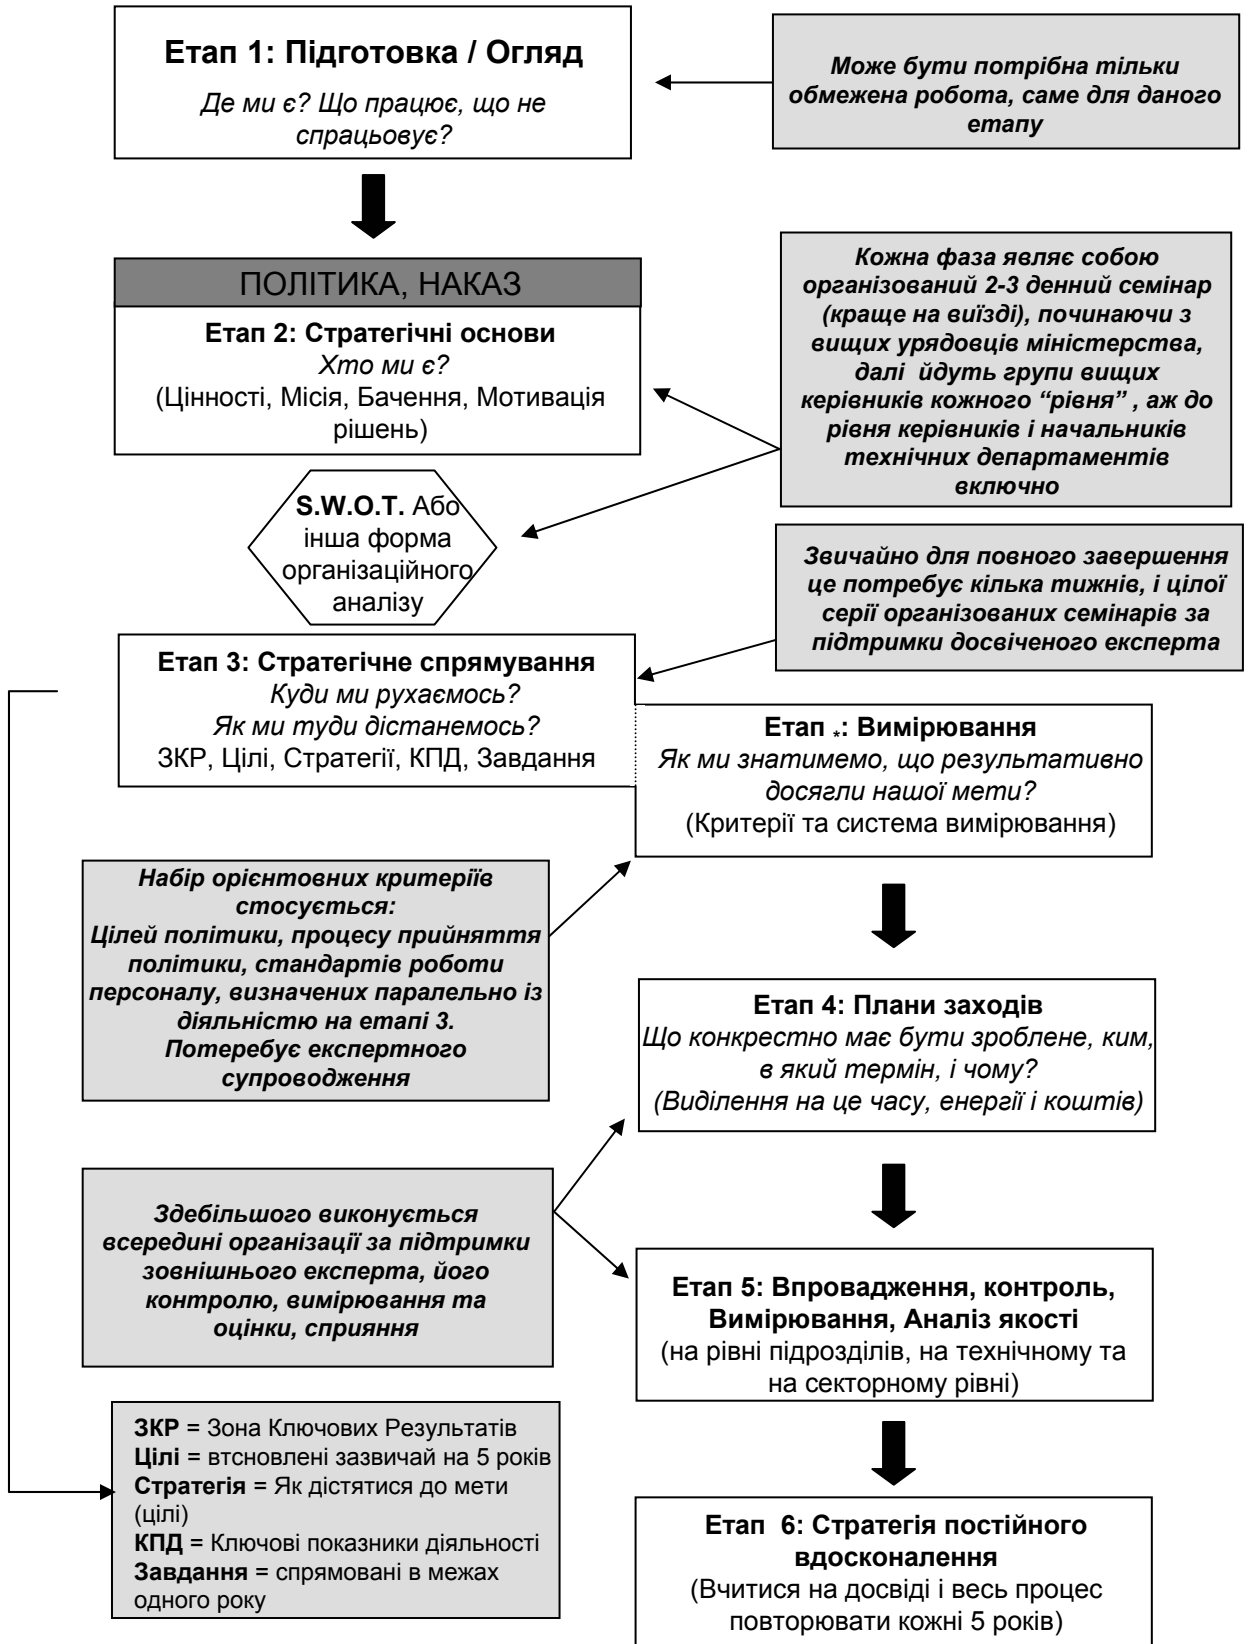 Етап 1: Підготовка / Огляд
Де ми є? Що працює, що не
спрацьовує?
Може бути потрібна тільки
обмежена робота, саме для даного
етапу
ПОЛІТИКА, НАКАЗ
Етап 2: Стратегічні основи
Хто ми є?
(Цінності, Місія, Бачення, Мотивація
рішень)
Кожна фаза являє собою
організований 2-3 денний семінар
(краще на виїзді), починаючи з
вищих урядовців міністерства,
далі йдуть групи вищих
керівників кожного “рівня” , аж до
рівня керівників і начальників
технічних департаментів
включно
S.W.O.T. Або
інша форма
організаційного
аналізу
Звичайно для повного завершення
це потребує кілька тижнів, і цілої
серії організованих семінарів за
підтримки досвіченого експерта
Етап 3: Стратегічне спрямування
Куди ми рухаємось?
Як ми туди дістанемось?
ЗКР, Цілі, Стратегії, КПД, Завдання
Етап *: Вимірювання
Як ми знатимемо, що результативно
досягли нашої мети?
(Критерії та система вимірювання)
Набір орієнтовних критеріїв
стосується:
Цілей політики, процесу прийняття
політики, стандартів роботи
персоналу, визначених паралельно із
діяльністю на етапі 3.
Потеребує експертного
супроводження
Етап 4: Плани заходів
Що конкрестно має бути зроблене, ким,
в який термін, і чому?
(Виділення на це часу, енергії і коштів)
Здебільшого виконується
всередині організації за підтримки
зовнішнього експерта, його
контролю, вимірювання та
оцінки, сприяння
Етап 5: Впровадження, контроль,
Вимірювання, Аналіз якості
(на рівні підрозділів, на технічному та
на секторному рівні)
ЗКР = Зона Ключових Результатів
Цілі = втсновлені зазвичай на 5 років
Стратегія = Як дістятися до мети
(цілі)
КПД = Ключові показники діяльності
Завдання = спрямовані в межах
одного року
Етап 6: Стратегія постійного
вдосконалення
(Вчитися на досвіді і весь процес
повторювати кожні 5 років)